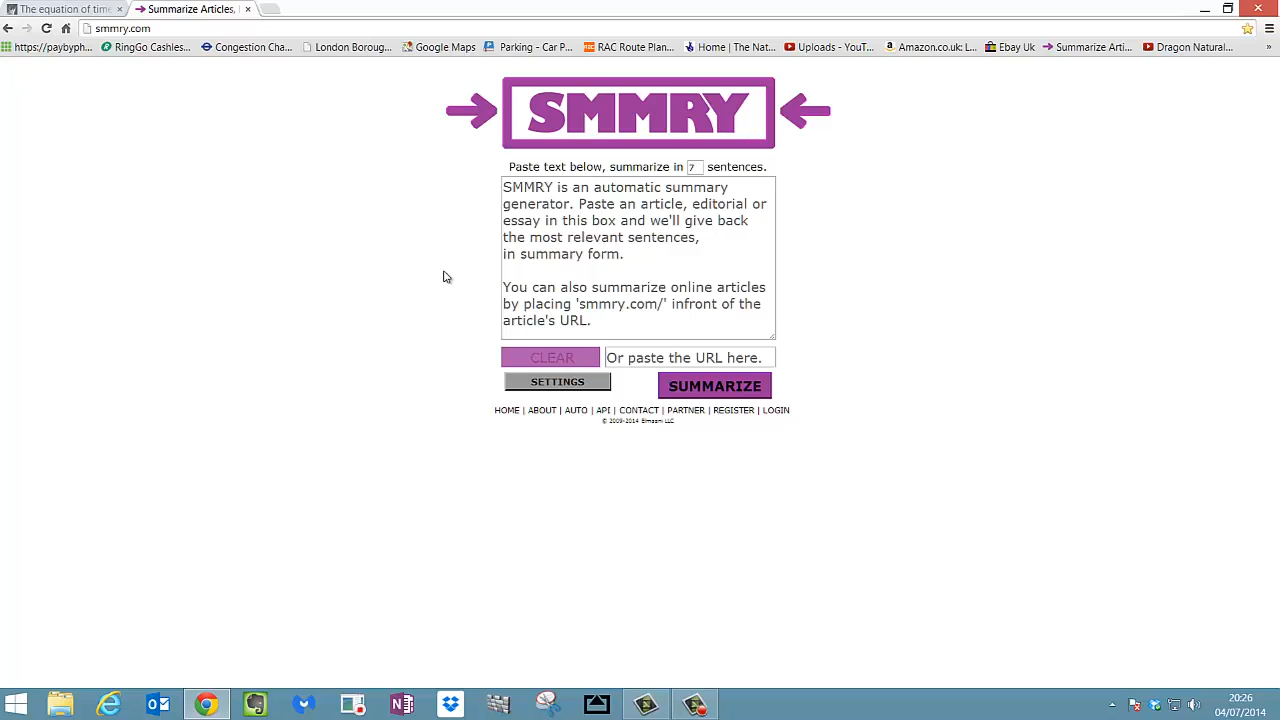 The equation of time
Summarize Articles,
smmry.com
https://paybyph...
RingGo Cashles...
Congestion Cha...
London Boroug...
Google Maps
Parking - Car P...
RAC Route Plan...
Home | The Nat...
Uploads - YouT...
Amazon.co.uk: L...
Ebay Uk
Summarize Arti...
Dragon Natural...
»
SMMRY
Paste text below, summarize in 7 sentences.
SMMRY is an automatic summary
generator. Paste an article, editorial or
essay in this box and we'll give back
the most relevant sentences,
in summary form.
You can also summarize online articles
by placing 'smmry.com/' infront of the
article's URL.
CLEAR
Or paste the URL here.
SETTINGS
SUMMARIZE
HOME | ABOUT | AUTO | API | CONTACT | PARTNER | REGISTER | LOGIN
© 2009-2014 Elmaani LLC
20:26
04/07/2014